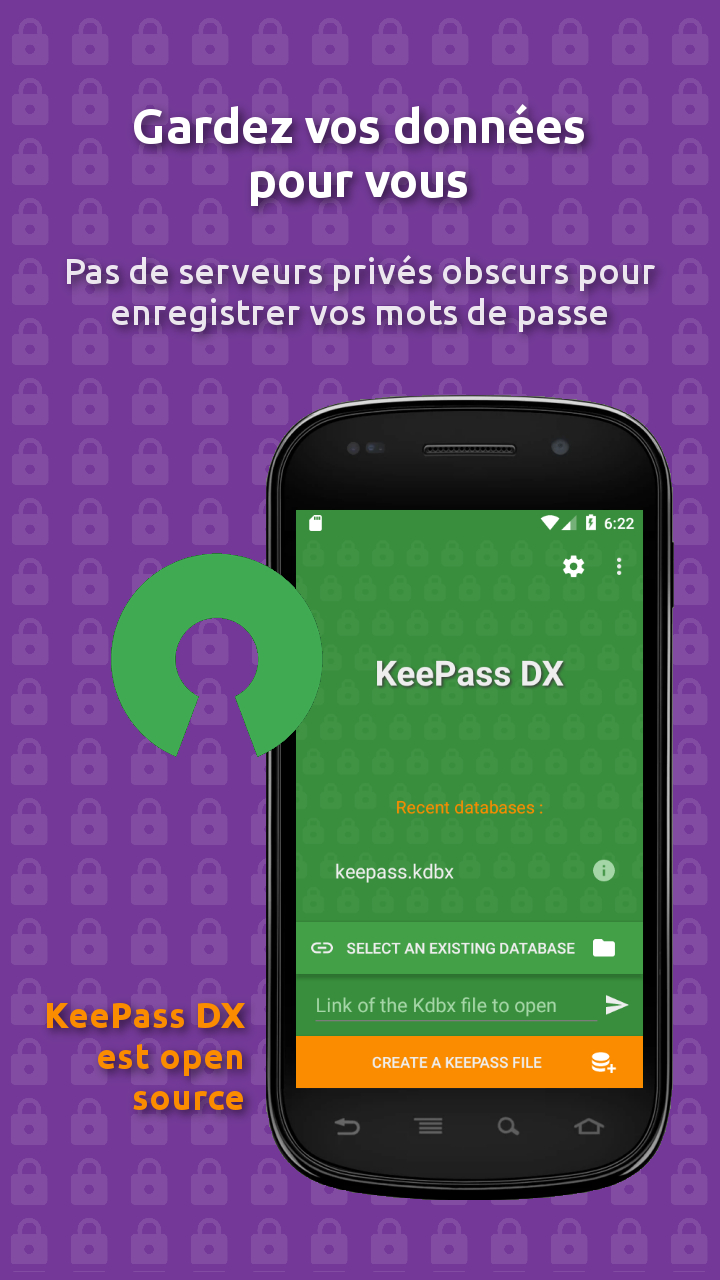 Gardez vos données
pour vous
Pas de serveurs privés obscurs pour
enregistrer vos mots de passe
6:22
KeePass DX
Recent databases :
keepass.kdbx
SELECT AN EXISTING DATABASE
Link of the Kdbx file to open
CREATE A KEEPASS FILE
KeePass DX
est open
source